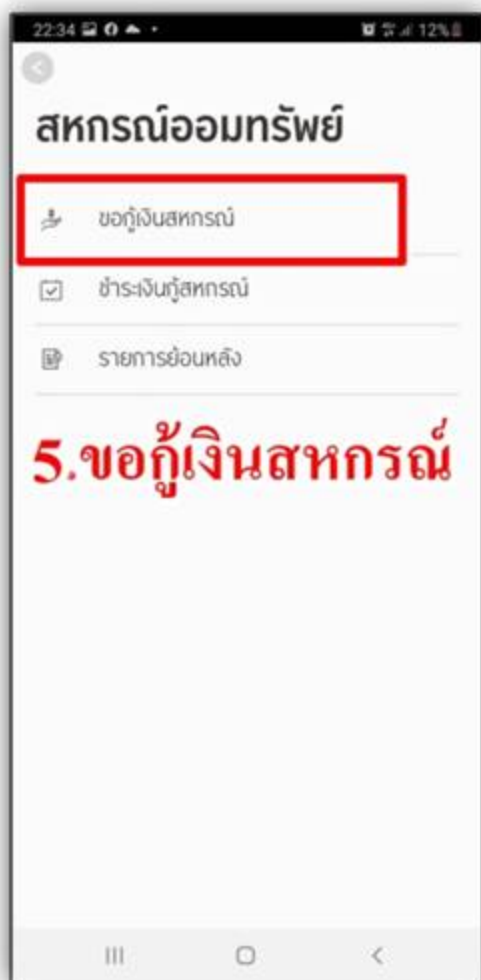 22:34
12%
สหกรณ์ออมทรัพย์
ขอกู้เงินสหกรณ์
ชำระเงินกู้สหกรณ์
รายการย้อนหลัง
5.ขอกู้เงินสหกรณ์